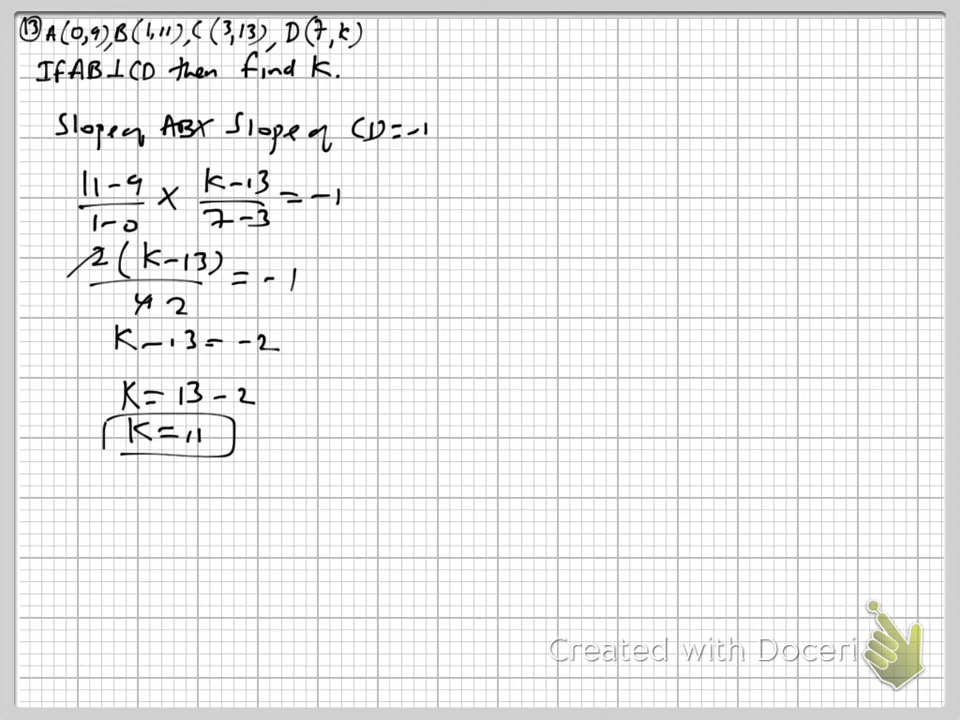 ⑬ A(0,9), B(1,11), C(3,13), D(7,k)
If AB ⊥ CD then find K.
Slope of AB X Slope of CD = -1
11-9/1-0 × K-13/7-3 = -1
2(K-13)/4 2 = -1
K-13 = -2
K = 13-2
K = 11
Created with Doceri